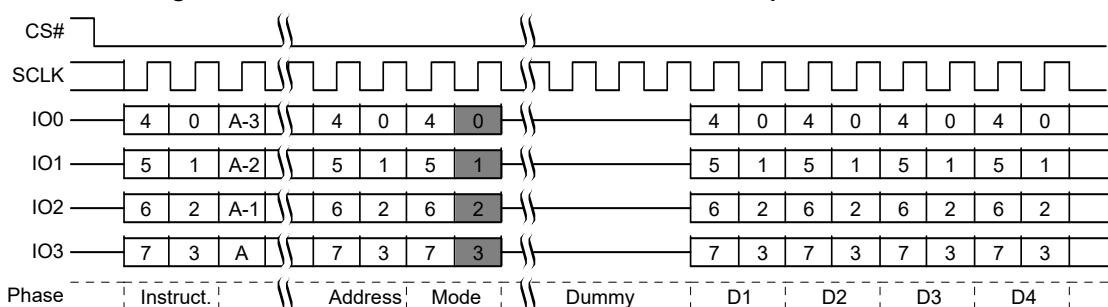 CS#
SCLK
IO0 4 0 A-3 4 0 4 0 4 0 4 0 4 0 4 0
IO1 5 1 A-2 5 1 5 1 5 1 5 1 5 1 5 1
IO2 6 2 A-1 6 2 6 2 6 2 6 2 6 2 6 2
IO3 7 3 A 7 3 7 3 7 3 7 3 7 3 7 3
Phase Instruct. Address Mode Dummy D1 D2 D3 D4